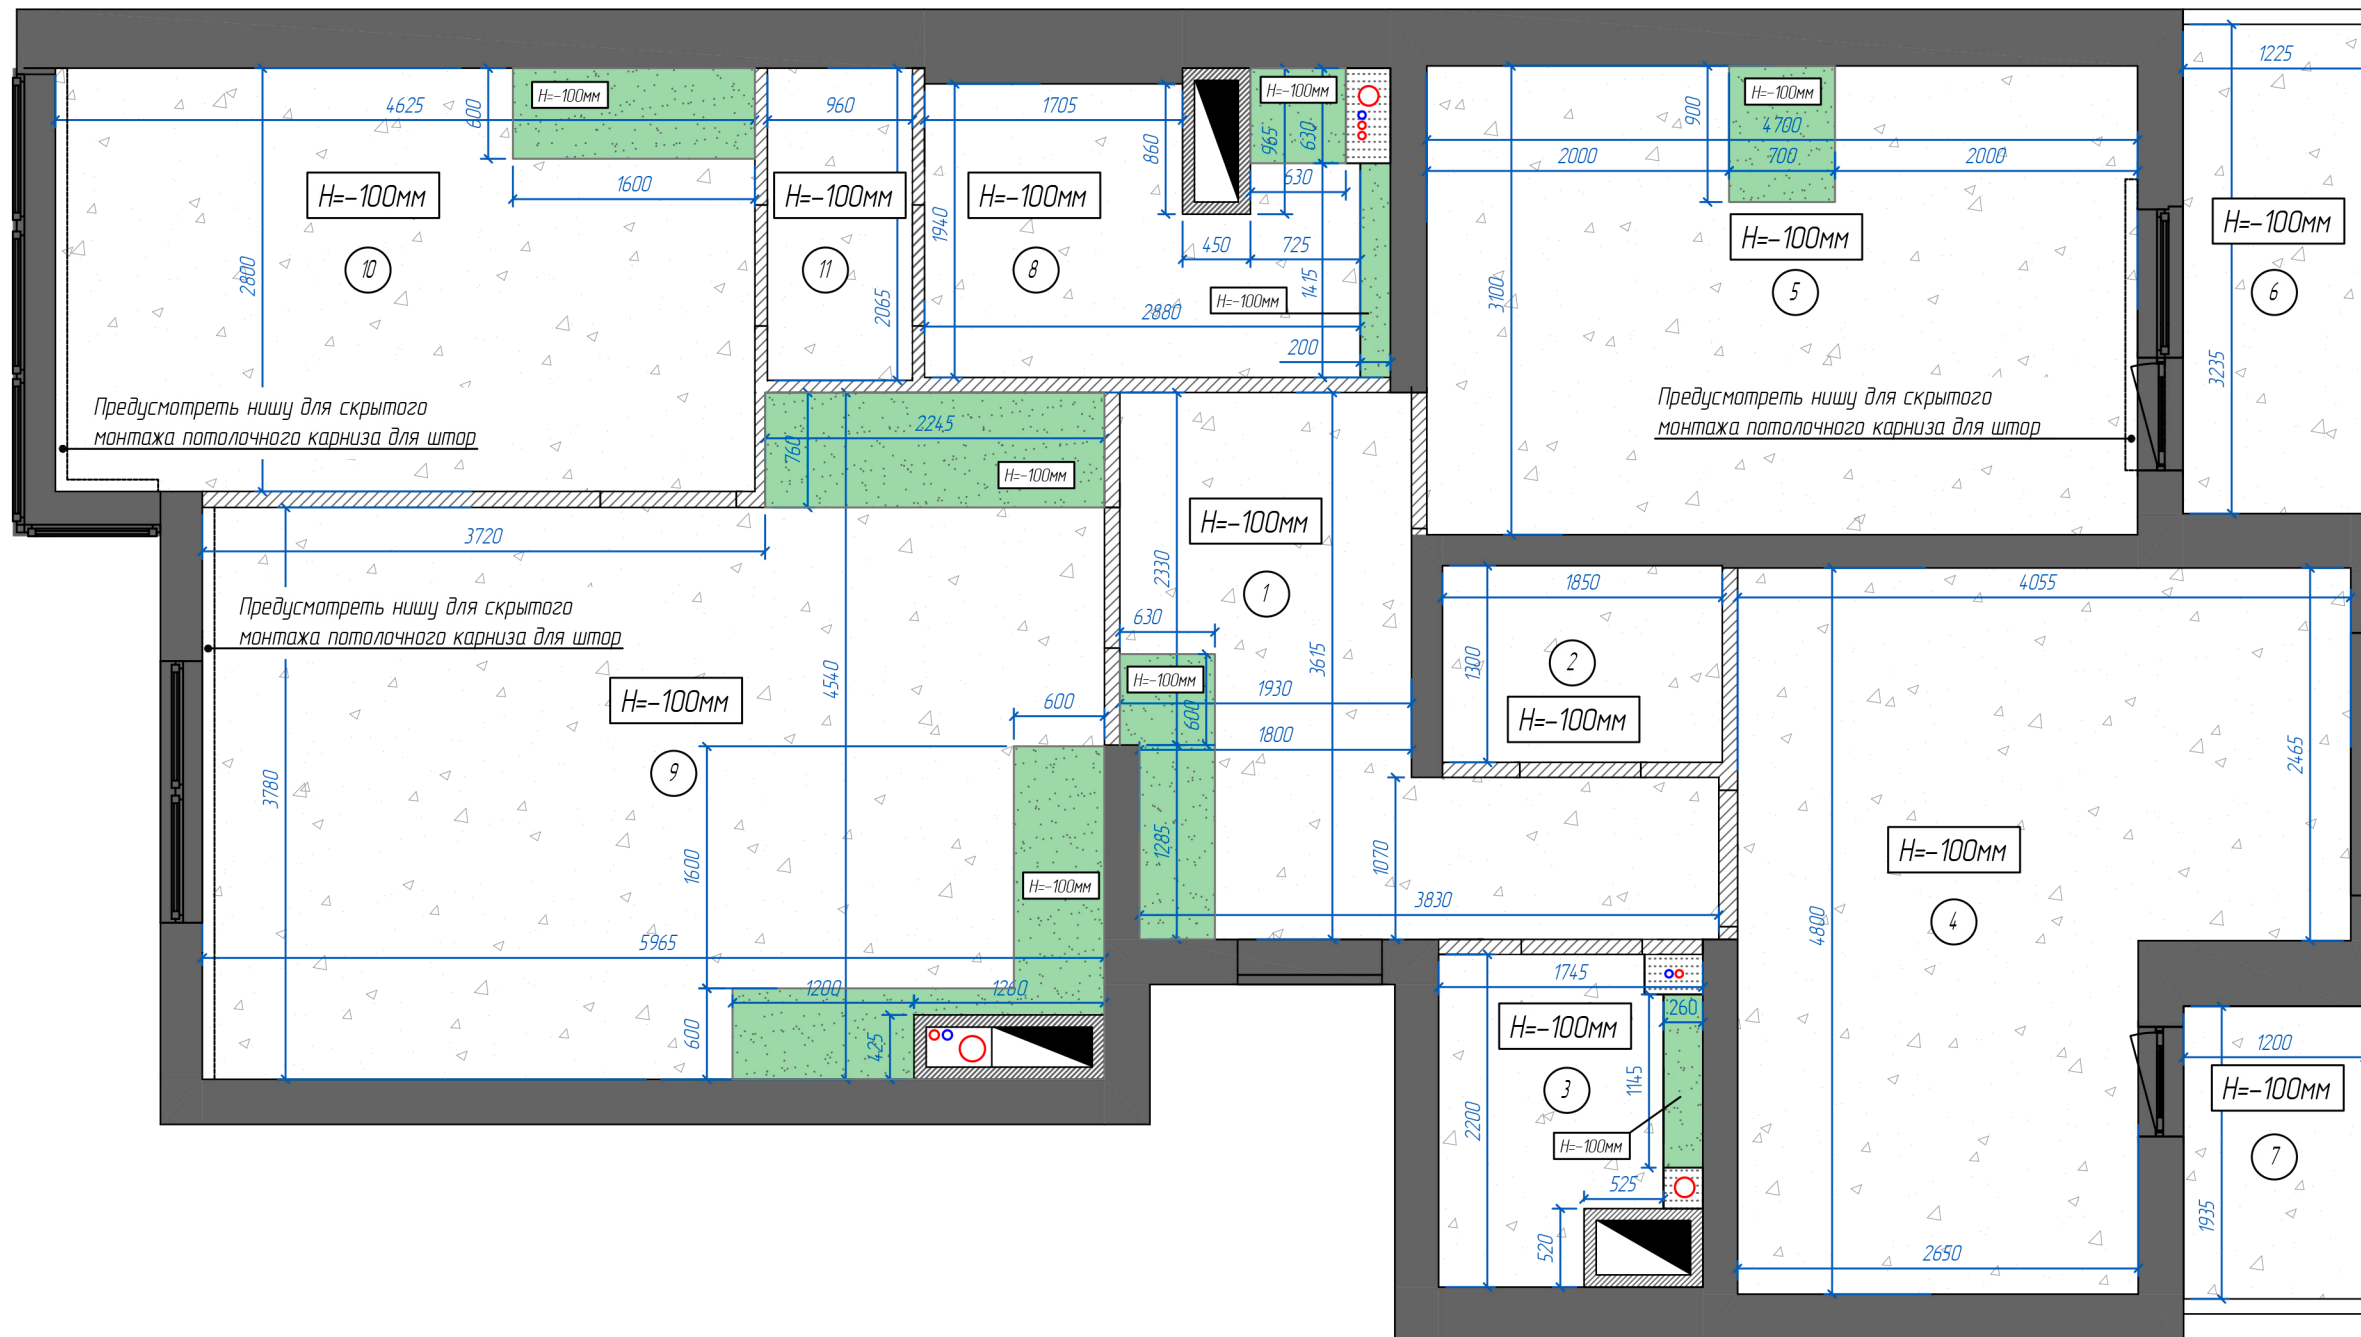 1225
4625
600
H=-100мм
1600
H=-100мм
10
2800
960
H=-100мм
11
2065
1705
H=-100мм
8
1940
860
H=-100мм
965
630
630
450
725
1415
H=-100мм
2880
200
900
H=-100мм
4700
2000
700
2000
H=-100мм
5
3100
H=-100мм
6
3235
Предусмотреть нишу для скрытого
монтажа потолочного карниза для штор
Предусмотреть нишу для скрытого
монтажа потолочного карниза для штор
2245
760
H=-100мм
3720
Предусмотреть нишу для скрытого
монтажа потолочного карниза для штор
H=-100мм
9
3780
4540
600
1600
H=-100мм
5965
1200
1260
600
425
H=-100мм
1
2330
630
3615
H=-100мм
1930
600
1800
1285
1070
3830
1850
1300
2
H=-100мм
4055
2465
H=-100мм
4
4800
2650
1745
260
H=-100мм
3
1145
2200
H=-100мм
525
520
1200
H=-100мм
7
1935